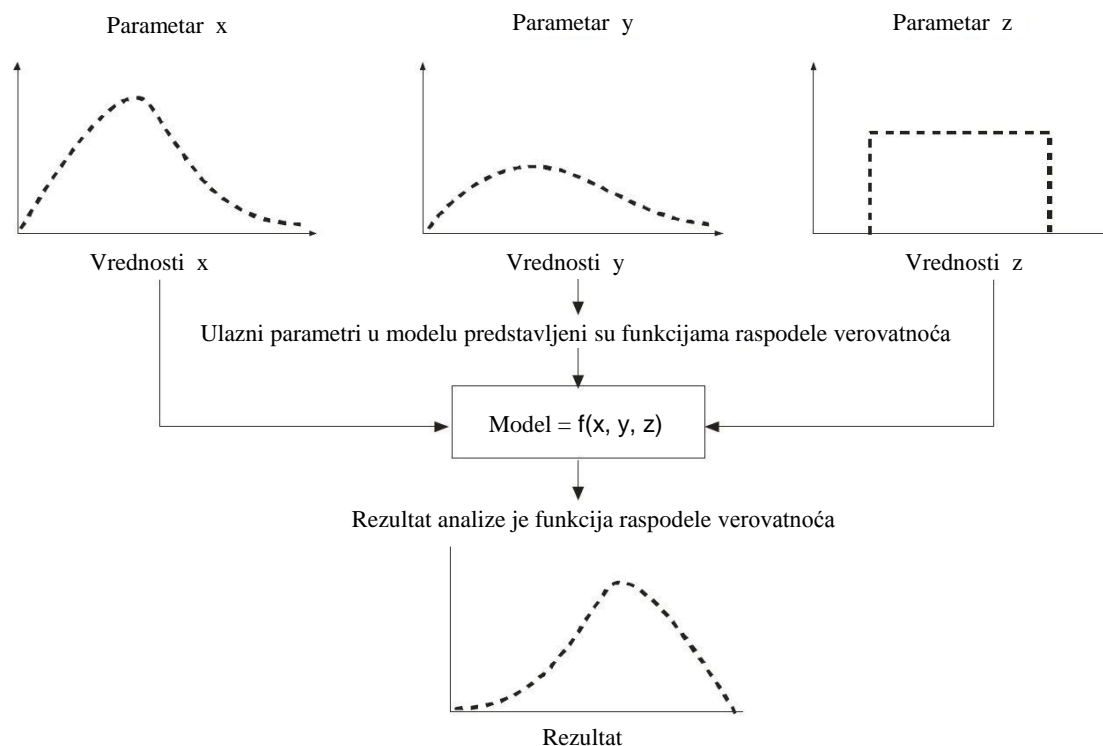 Parametar x
Parametar y
Parametar z
Vrednosti x
Vrednosti y
Vrednosti z
Ulazni parametri u modelu predstavljeni su funkcijama raspodele verovatnoća
Model = f(x, y, z)
Rezultat analize je funkcija raspodele verovatnoća
Rezultat